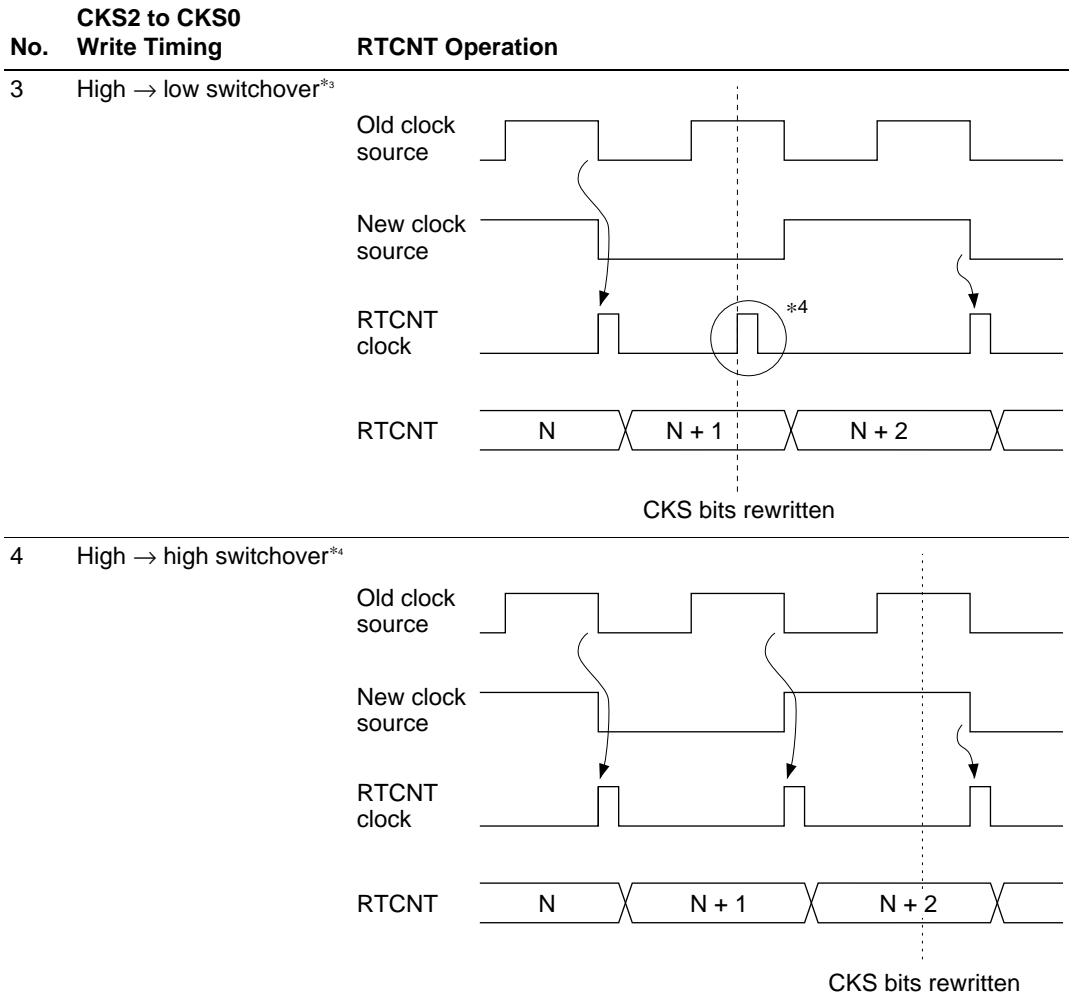 CKS2 to CKS0
No. Write Timing RTCNT Operation
3 High → low switchover*3
Old clock
source
New clock
source
RTCNT
clock
*4
RTCNT N N + 1 N + 2
CKS bits rewritten
4 High → high switchover*4
Old clock
source
New clock
source
RTCNT
clock
RTCNT N N + 1 N + 2
CKS bits rewritten